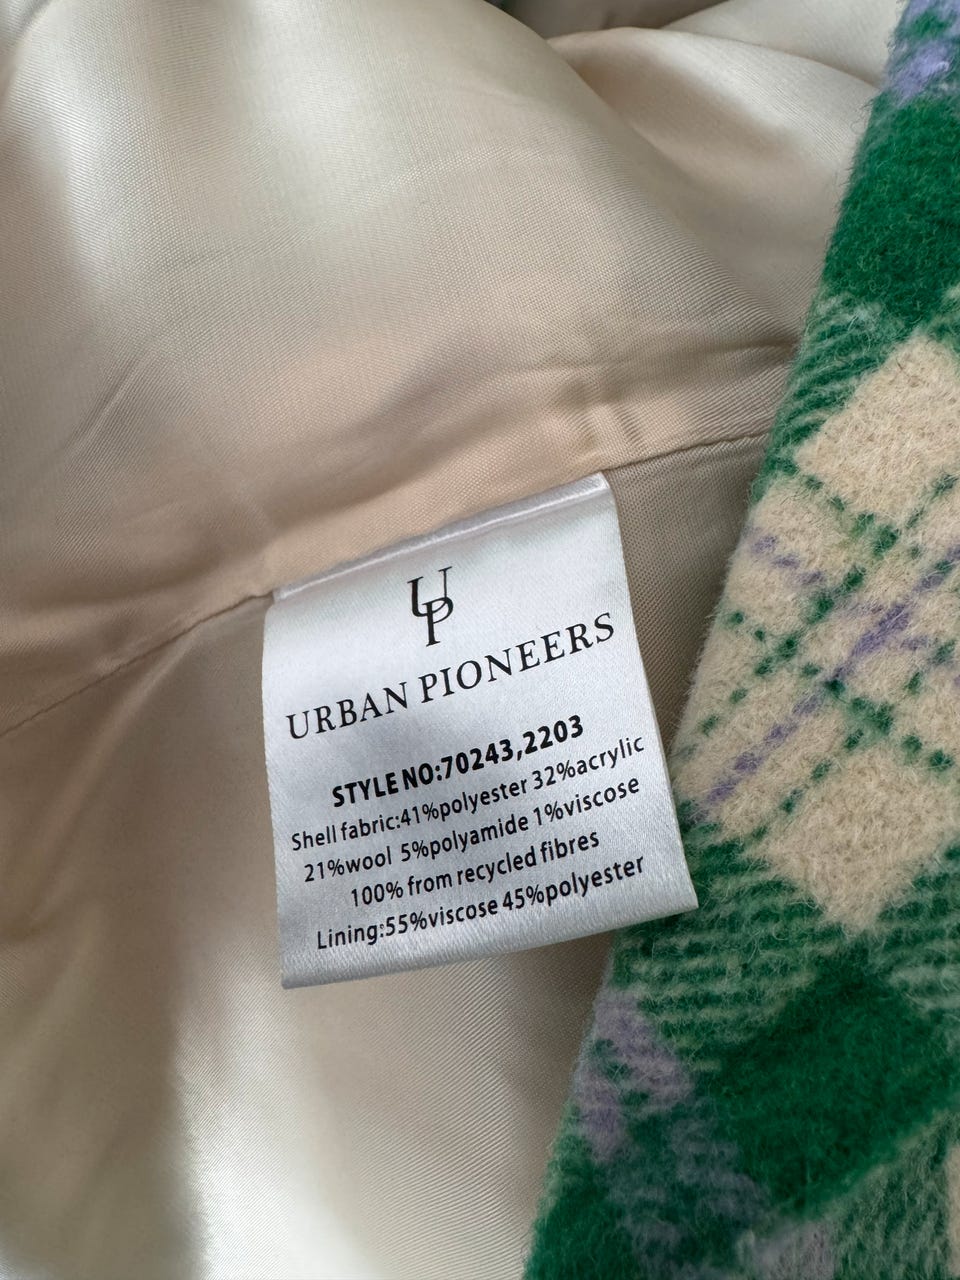 UP
URBAN PIONEERS
STYLE NO:70243,2203
Shell fabric:41%polyester 32%acrylic
21%wool 5%polyamide 1%viscose
100% from recycled fibres
Lining:55%viscose 45%polyester